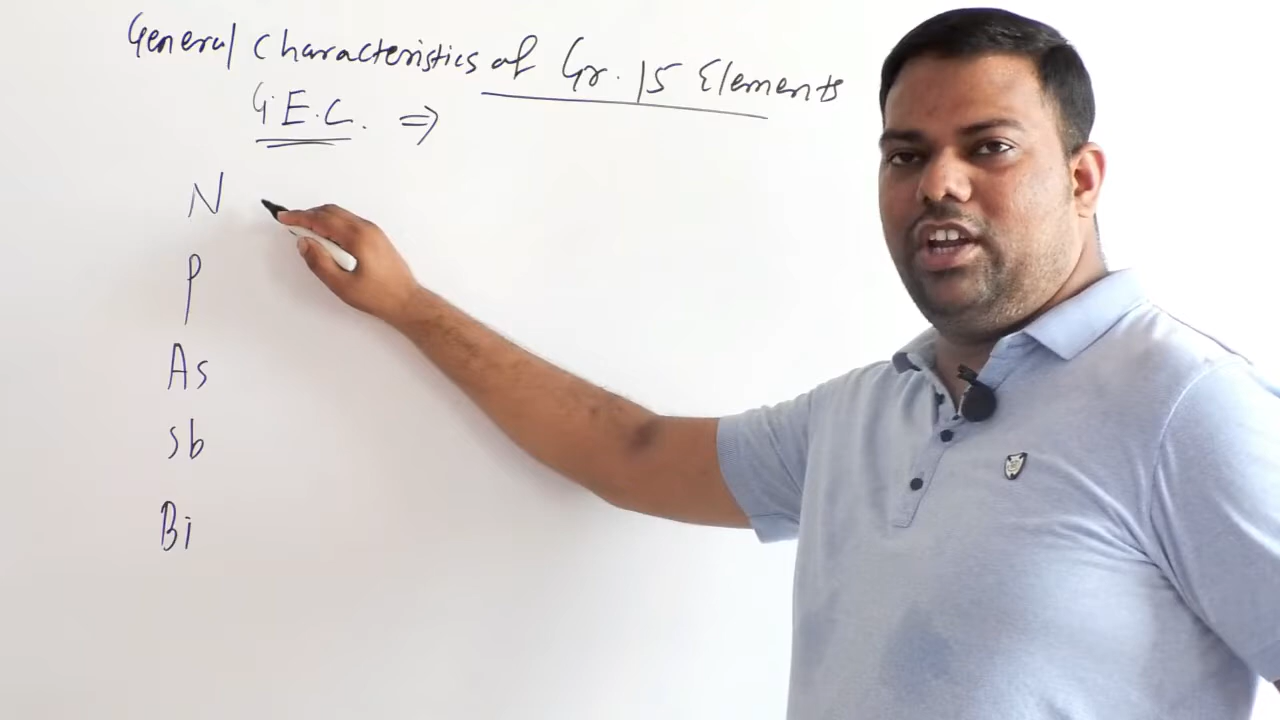 General Characteristics of Gr. 15 Elements
G.E.C. ⇒
N
P
As
Sb
Bi